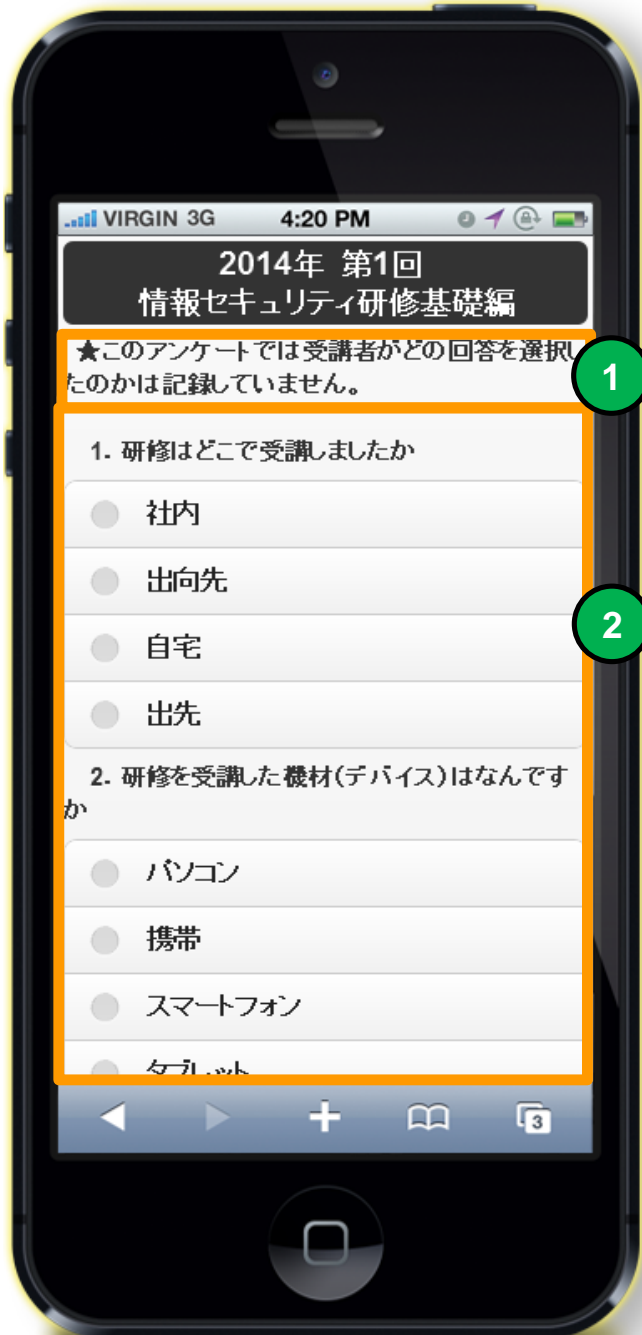 VIRGIN 3G 4:20 PM
2014年 第1回
情報セキュリティ研修基礎編
★このアンケートでは受講者がどの回答を選択し
たのかは記録していません。
1
1. 研修はどこで受講しましたか
社内
出向先
自宅
2
出先
2. 研修を受講した機材(デバイス)はなんです
か
パソコン
携帯
スマートフォン
タブレット
3